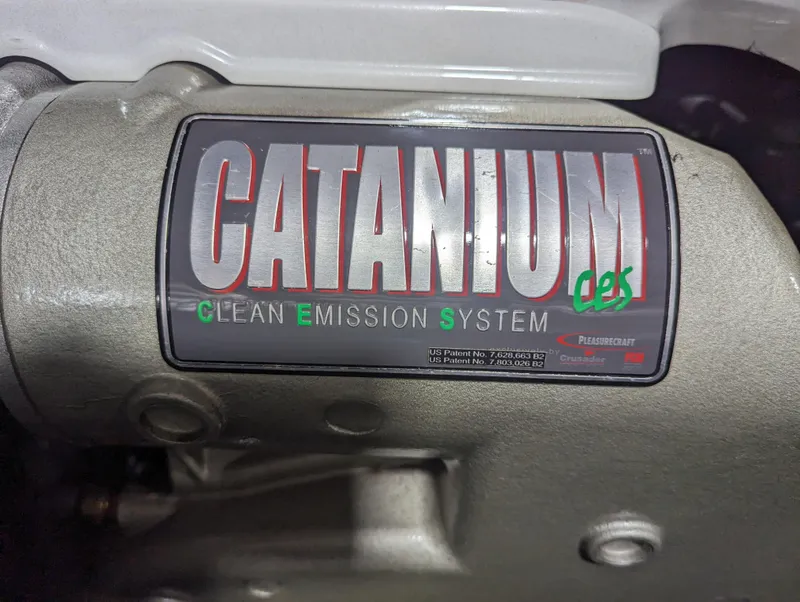 CATANIUM™
ces
CLEAN EMISSION SYSTEM
PLEASURECRAFT
US Patent No. 7,628,663 B2
US Patent No. 7,803,026 B2
Crusader